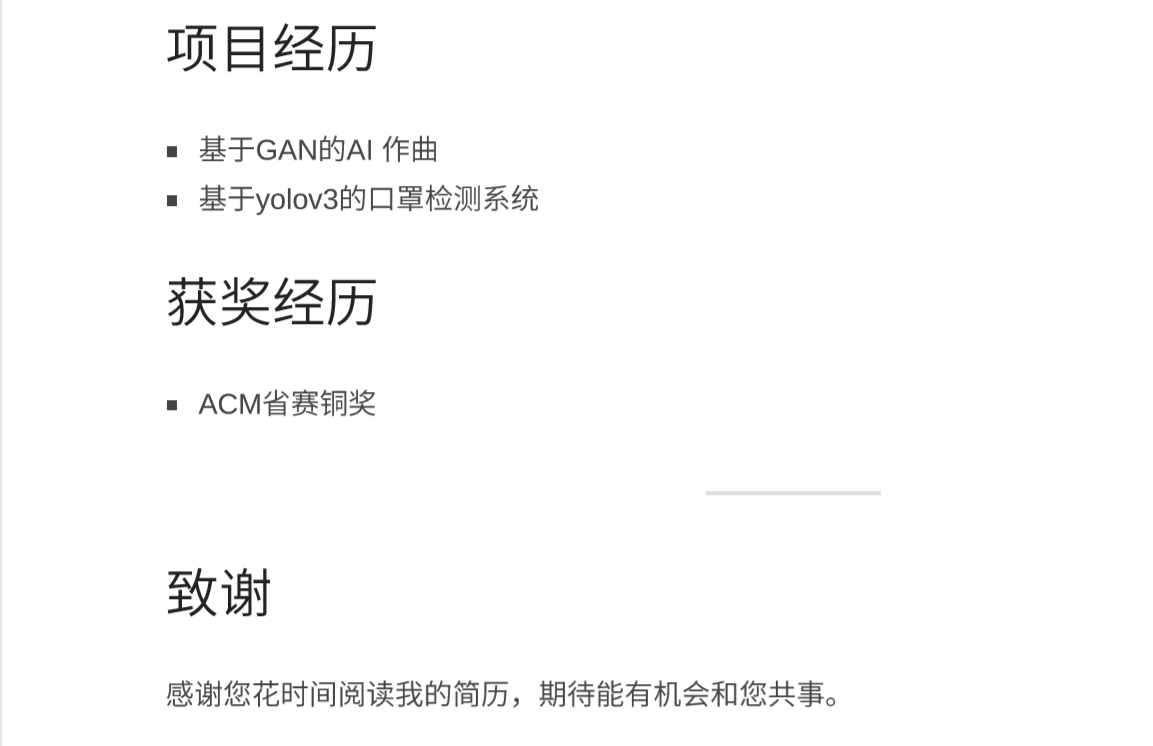 项目经历
基于GAN的AI 作曲
基于yolov3的口罩检测系统
获奖经历
ACM省赛铜奖
致谢
感谢您花时间阅读我的简历，期待能有机会和您共事。